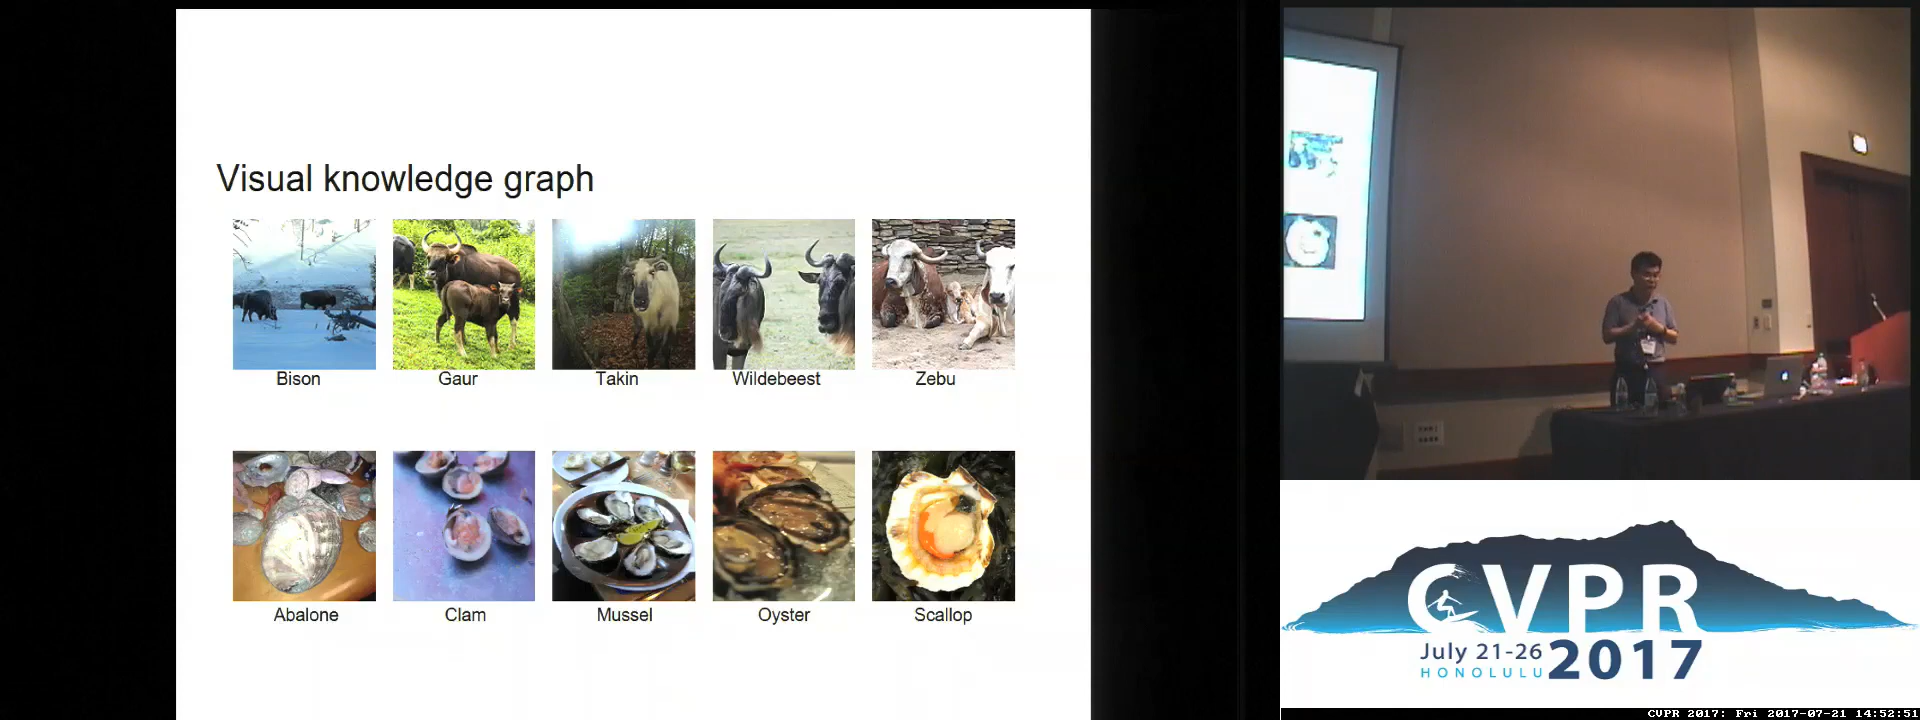 Visual knowledge graph
Bison Gaur Takin Wildebeest Zebu
Abalone Clam Mussel Oyster Scallop
CVPR
July 21-26
HONOLULU
2017
CVPR 2017: Fri 2017-07-21 14:52:51